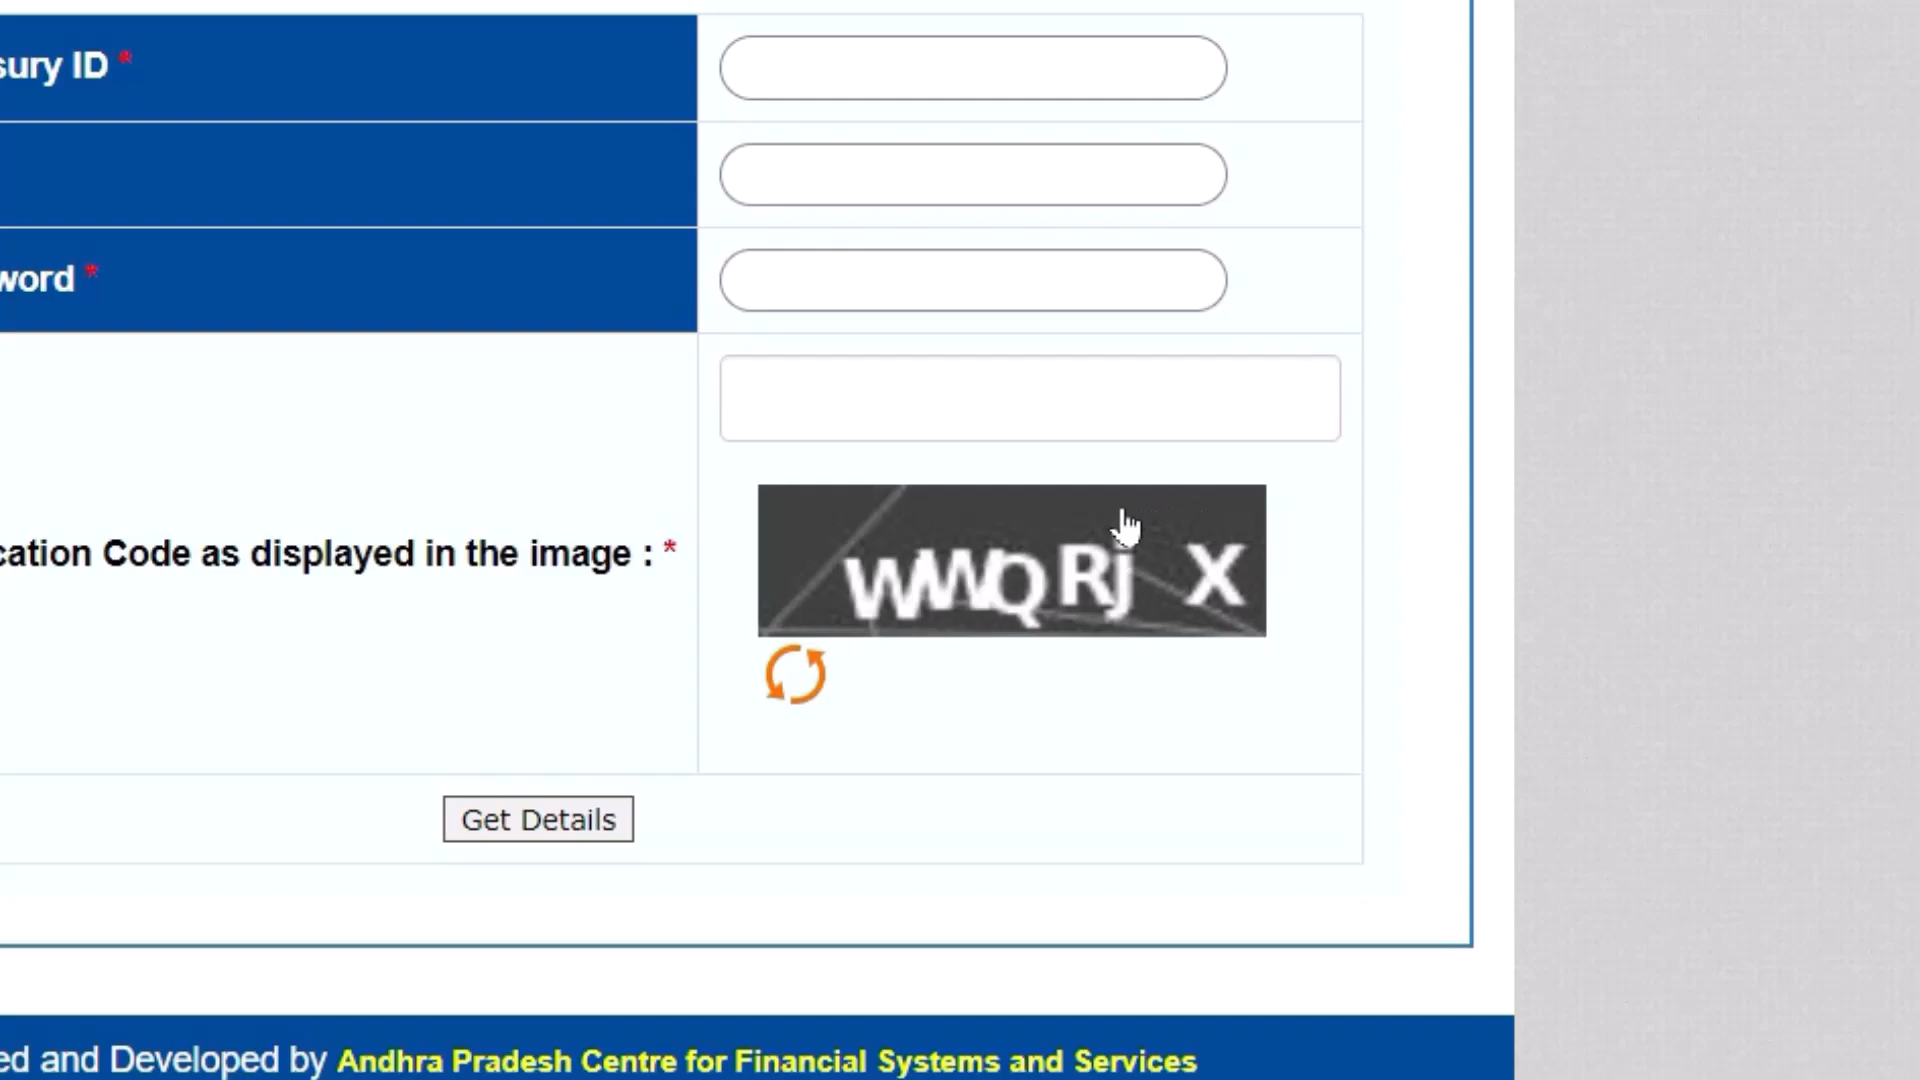 sury ID *
word *
cation Code as displayed in the image : *
Get Details
ed and Developed by Andhra Pradesh Centre for Financial Systems and Services